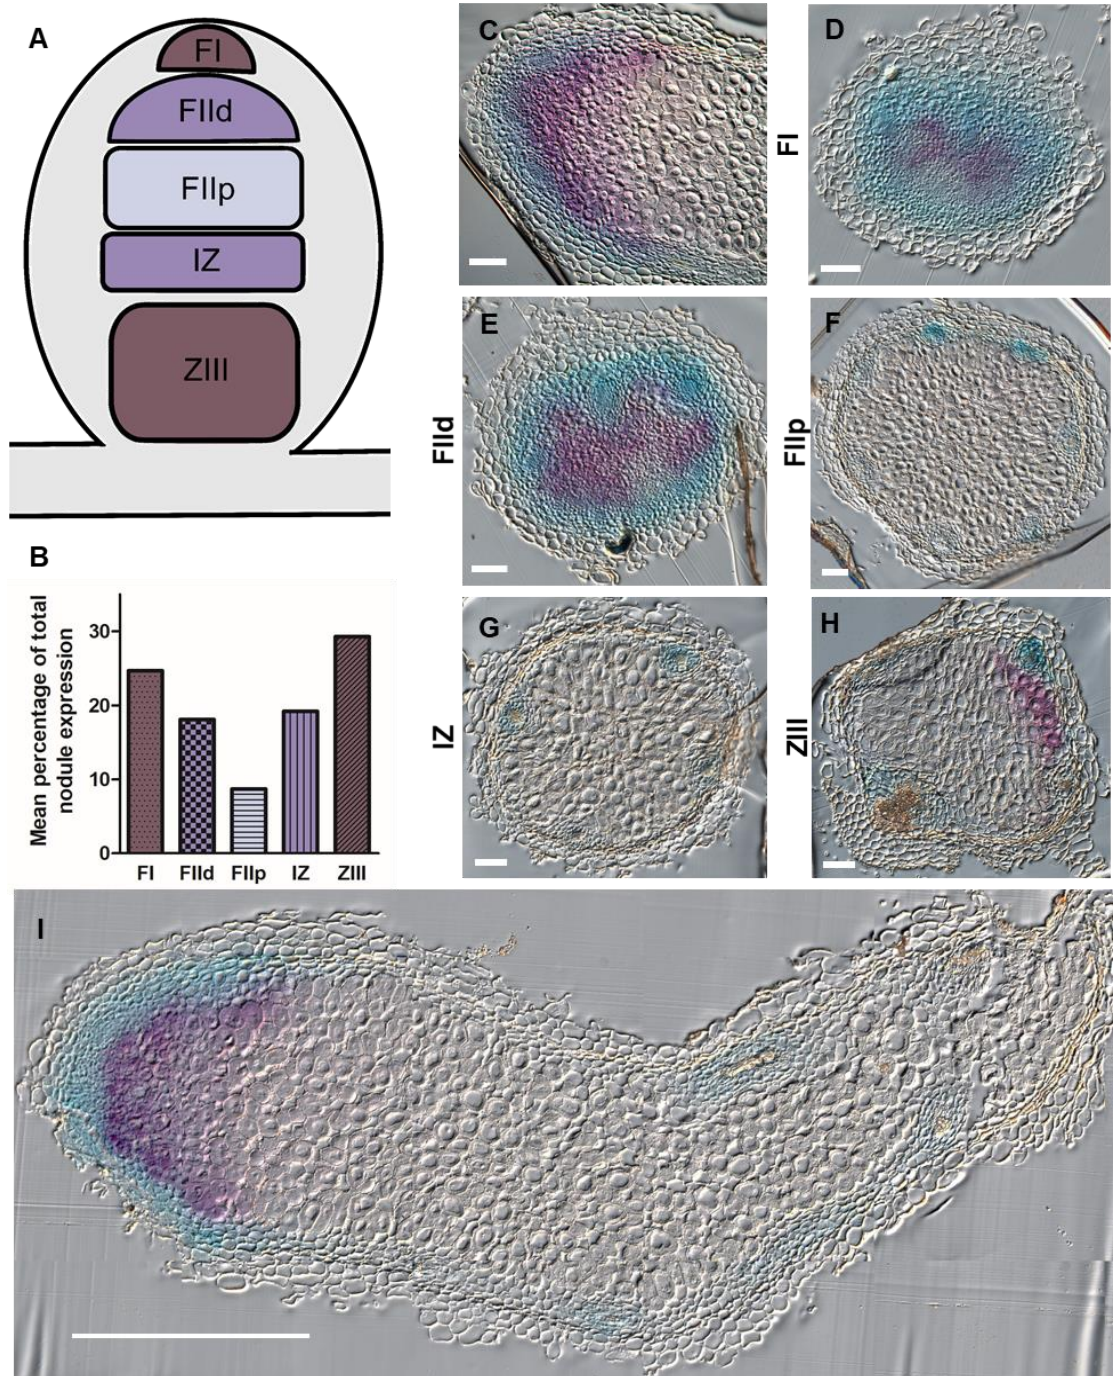 A
FI
FIId
FIIp
IZ
ZIII
B
Mean percentage of total
nodule expression
30
20
10
0
FI
FIId
FIIp
IZ
ZIII
C
D
FI
E
FIId
F
FIIp
G
IZ
H
ZIII
I